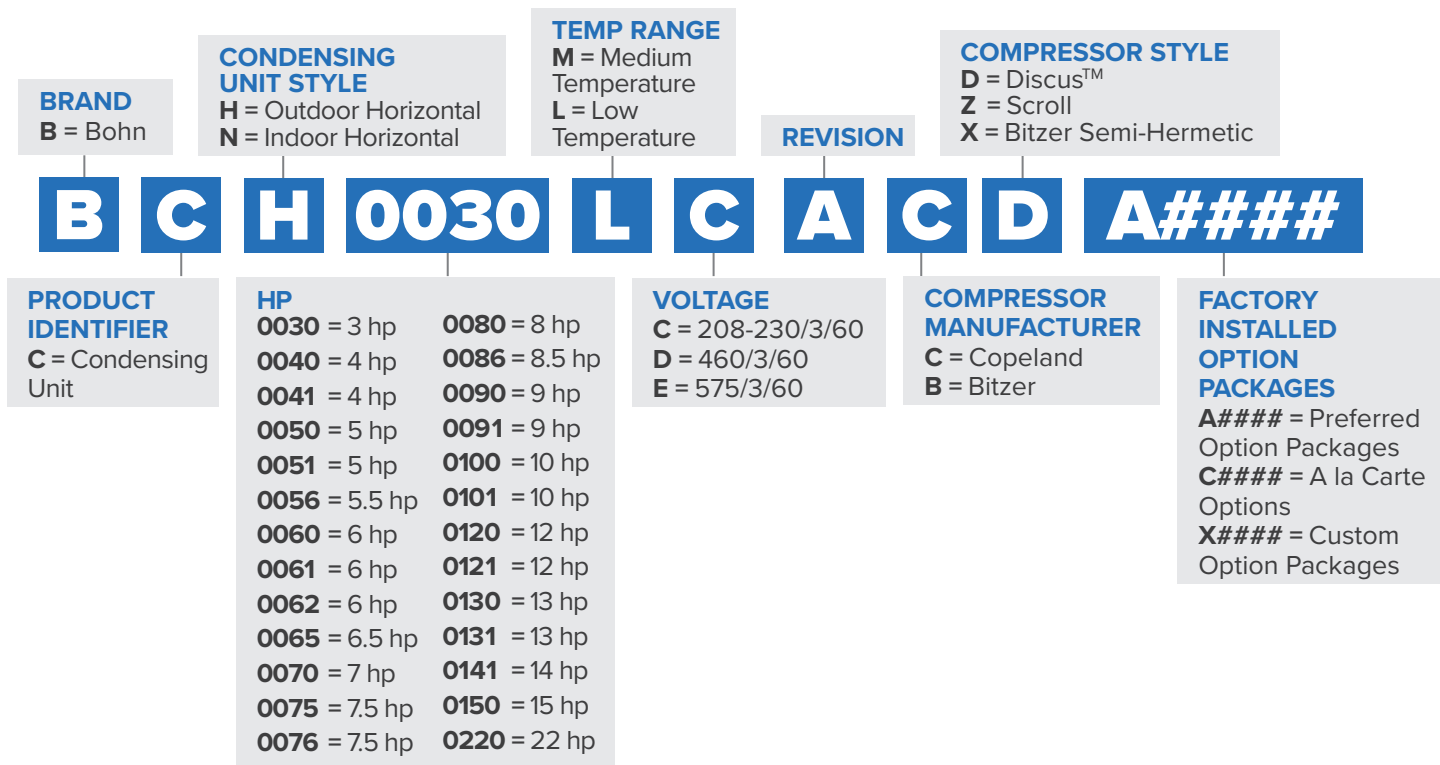 BRAND
B = Bohn
CONDENSING
UNIT STYLE
H = Outdoor Horizontal
N = Indoor Horizontal
TEMP RANGE
M = Medium
Temperature
L = Low
Temperature
REVISION
COMPRESSOR STYLE
D = Discus™
Z = Scroll
X = Bitzer Semi-Hermetic
B C H 0030 L C A C D A####
PRODUCT
IDENTIFIER
C = Condensing
Unit
HP
0030 = 3 hp
0040 = 4 hp
0041 = 4 hp
0050 = 5 hp
0051 = 5 hp
0056 = 5.5 hp
0060 = 6 hp
0061 = 6 hp
0062 = 6 hp
0065 = 6.5 hp
0070 = 7 hp
0075 = 7.5 hp
0076 = 7.5 hp
0080 = 8 hp
0086 = 8.5 hp
0090 = 9 hp
0091 = 9 hp
0100 = 10 hp
0101 = 10 hp
0120 = 12 hp
0121 = 12 hp
0130 = 13 hp
0131 = 13 hp
0141 = 14 hp
0150 = 15 hp
0220 = 22 hp
VOLTAGE
C = 208-230/3/60
D = 460/3/60
E = 575/3/60
COMPRESSOR
MANUFACTURER
C = Copeland
B = Bitzer
FACTORY
INSTALLED
OPTION
PACKAGES
A#### = Preferred
Option Packages
C#### = A la Carte
Options
X#### = Custom
Option Packages